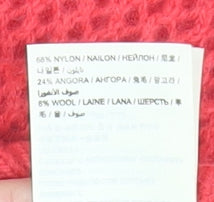 68% NYLON / NAILON / НЕЙЛОН / 尼龙 /
나일론 / نايلون
24% ANGORA / АНГОРА / 兔毛 / 앙고라 /
صوف الأنغورا
8% WOOL / LAINE / LANA / ШЕРСТЬ / 羊
毛 / 울 / صوف